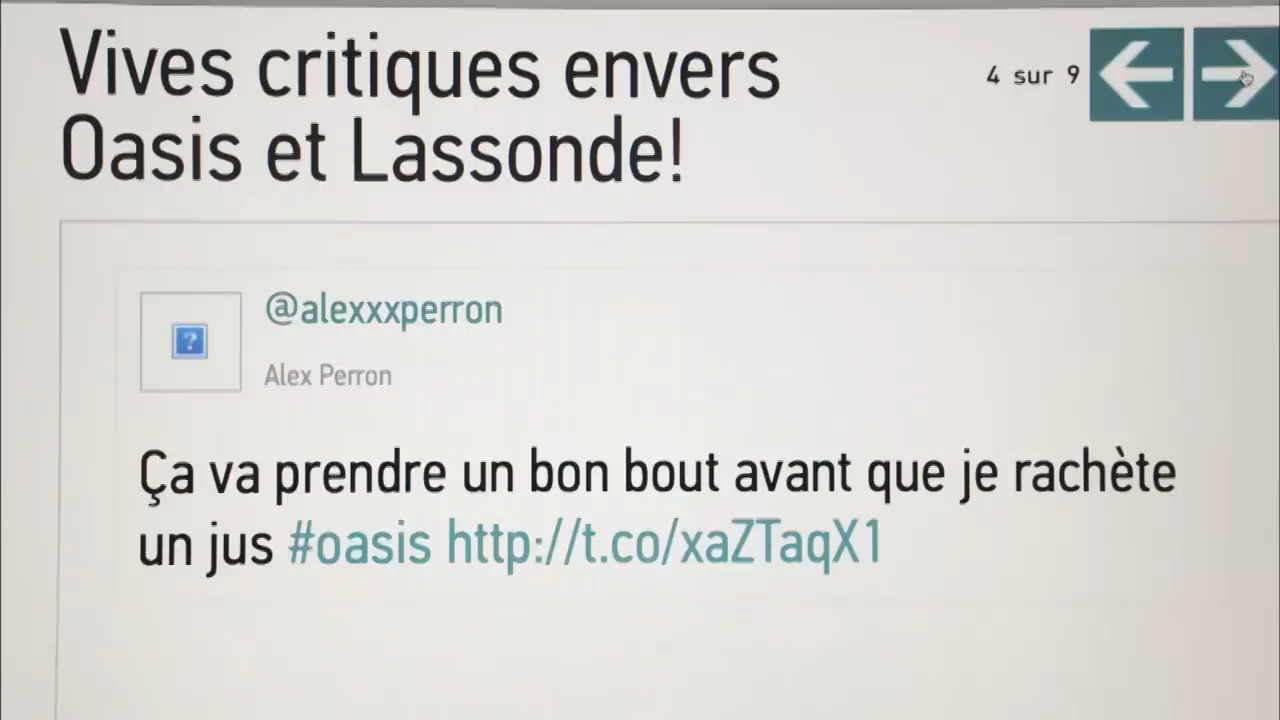 Vives critiques envers
Oasis et Lassonde!
4 sur 9
@alexxxperron
Alex Perron
Ça va prendre un bon bout avant que je rachète
un jus #oasis http://t.co/xaZTaqX1